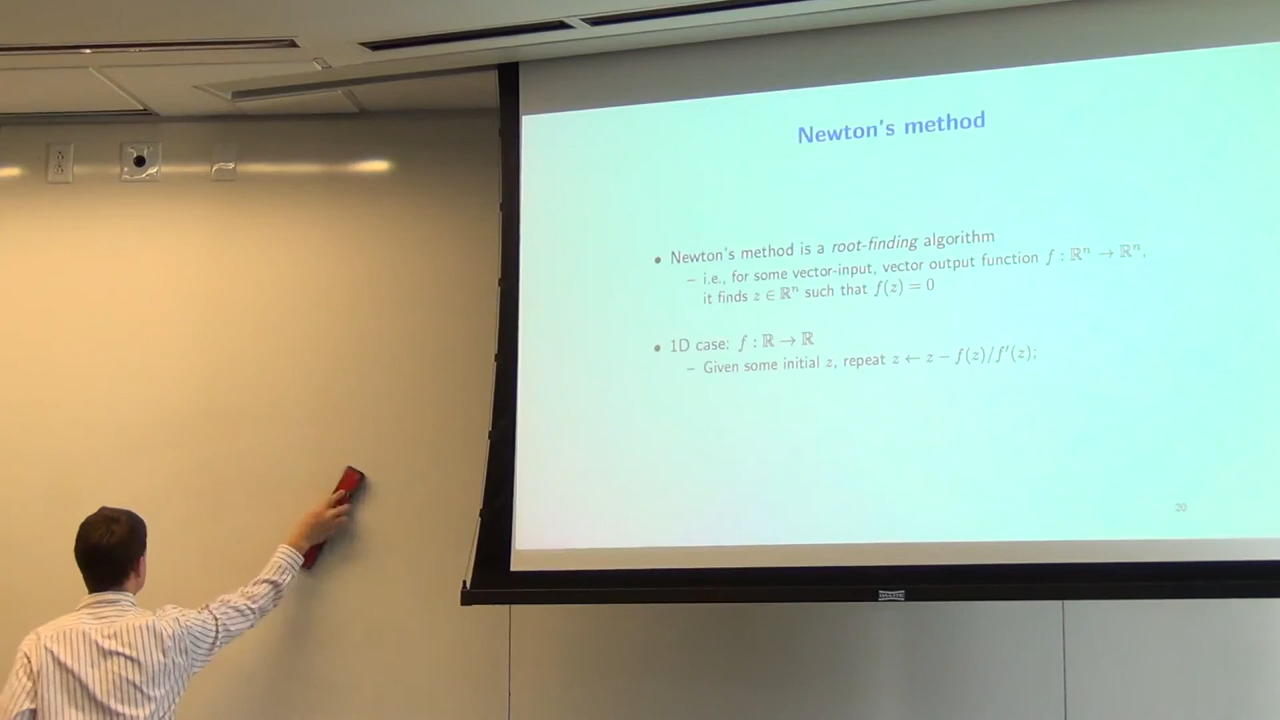 Newton's method
• Newton's method is a root-finding algorithm
– i.e., for some vector-input, vector output function f : ℝⁿ → ℝⁿ,
it finds z ∈ ℝⁿ such that f(z) = 0
• 1D case: f : ℝ → ℝ
– Given some initial z, repeat z ← z − f(z)/f′(z);
20